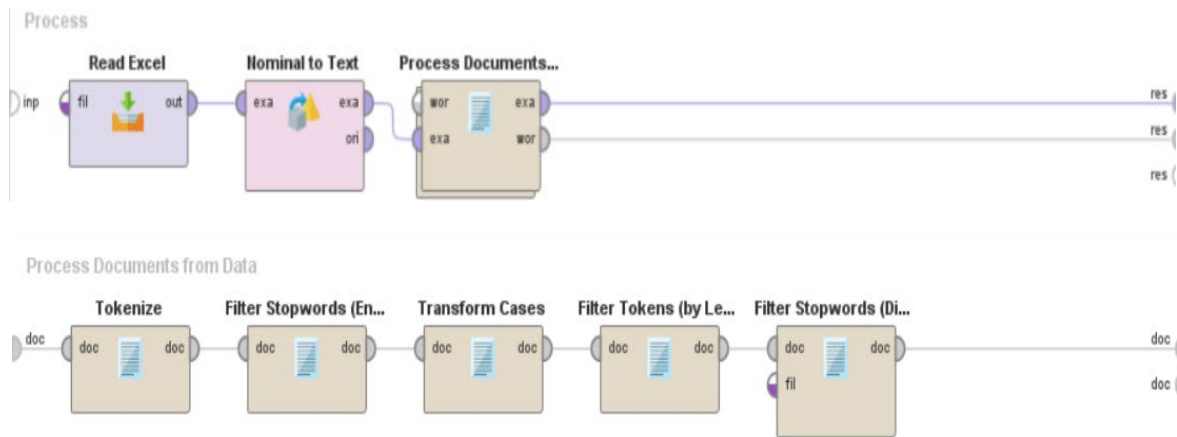 Process
Read Excel Nominal to Text Process Documents...
inp fil out exa exa wor exa res
ori exa wor res
res
Process Documents from Data
Tokenize Filter Stopwords (En... Transform Cases Filter Tokens (by Le... Filter Stopwords (Di...
doc doc doc doc doc doc doc doc doc doc doc doc
fil doc